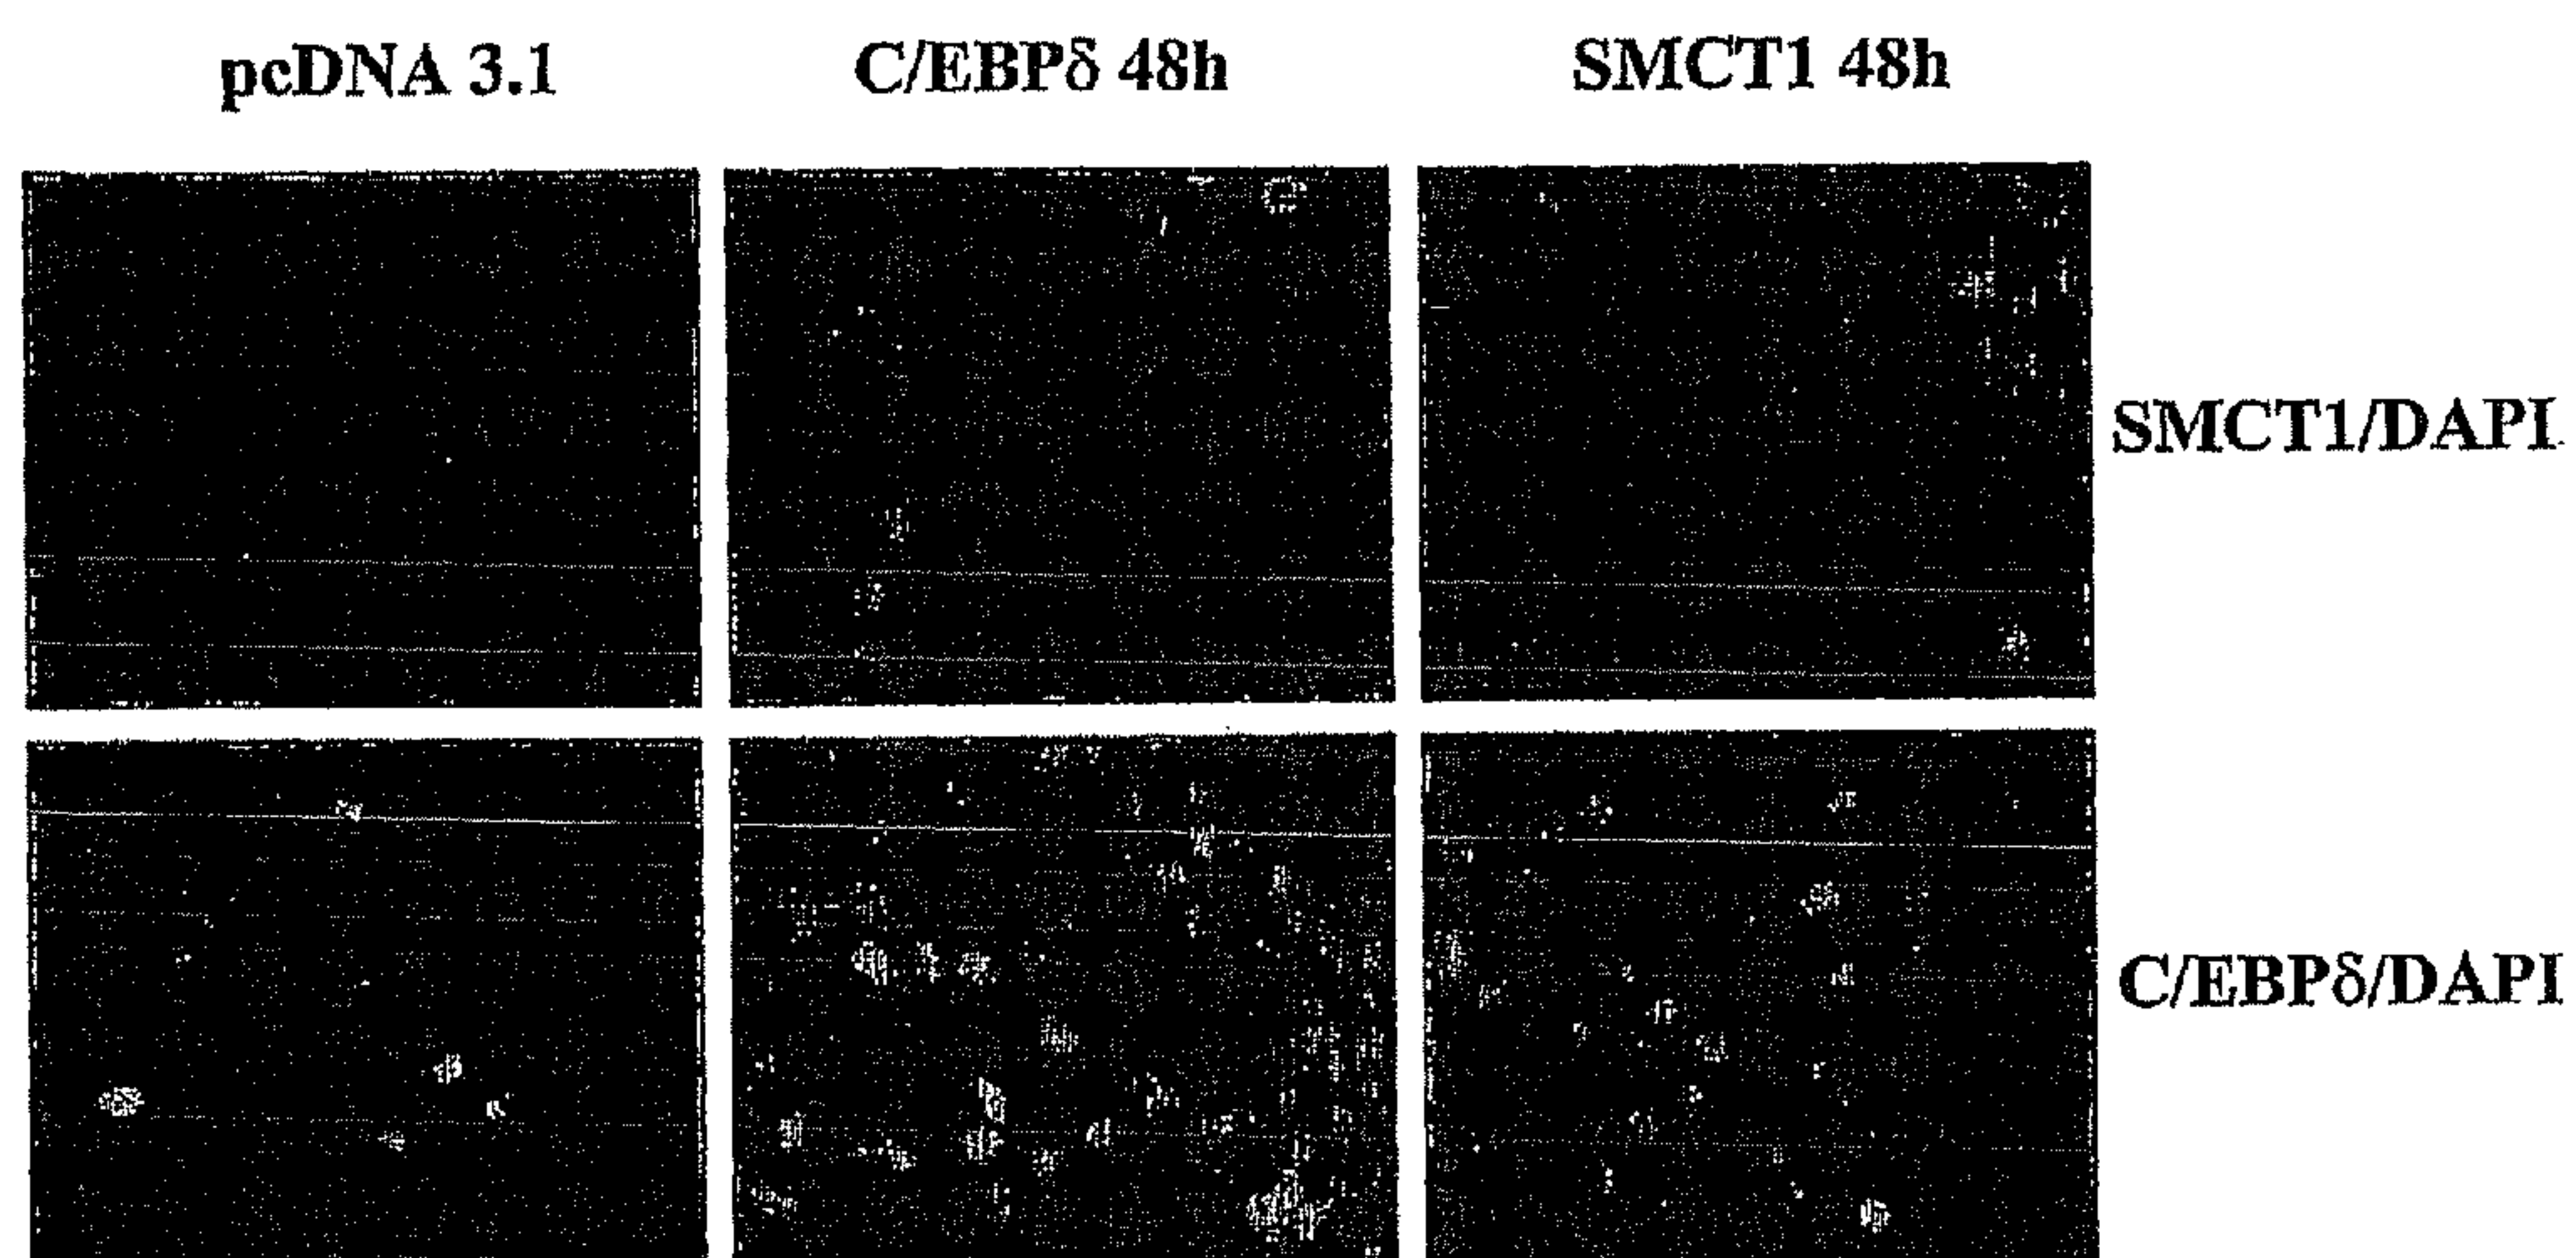 pcDNA 3.1 C/EBPδ 48h SMCT1 48h
SMCT1/DAPI
C/EBPδ/DAPI